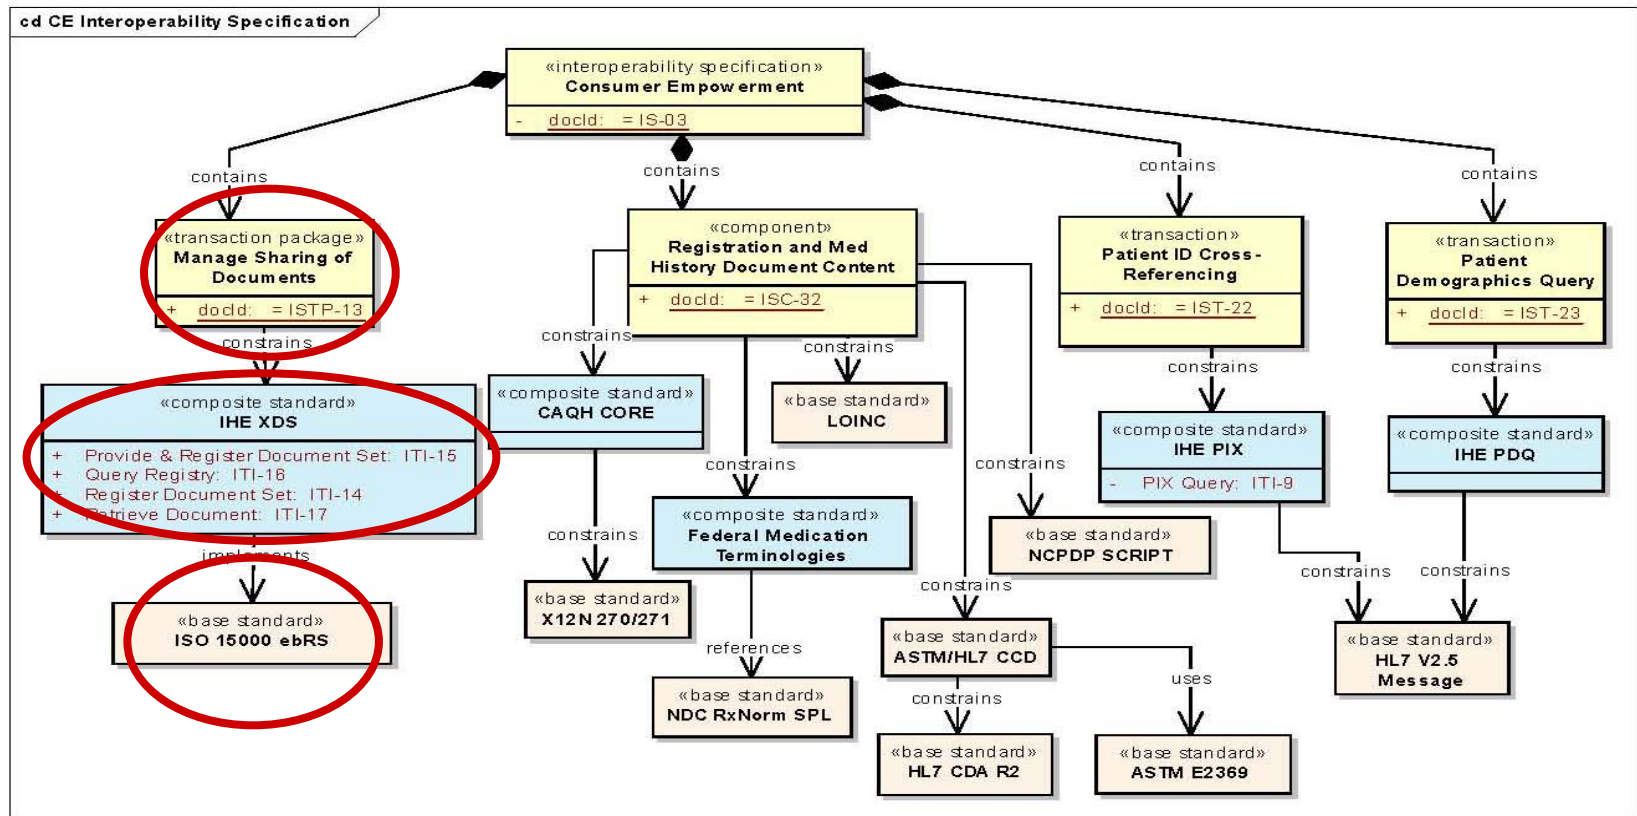 cd CE Interoperability Specification
«interoperability specification»
Consumer Empowerment
- docId: = IS-03
contains
contains
contains
contains
«transaction package»
Manage Sharing of
Documents
+ docId: = ISTP-13
«component»
Registration and Med
History Document Content
+ docId: = ISC-32
«transaction»
Patient ID Cross-
Referencing
+ docId: = IST-22
«transaction»
Patient
Demographics Query
+ docId: = IST-23
constrains
constrains
constrains
constrains
constrains
«composite standard»
IHE XDS
+ Provide & Register Document Set: ITI-15
+ Query Registry: ITI-16
+ Register Document Set: ITI-14
+ Retrieve Document: ITI-17
«composite standard»
CAQH CORE
«base standard»
LOINC
«composite standard»
IHE PIX
- PIX Query: ITI-9
«composite standard»
IHE PDQ
constrains
constrains
«composite standard»
Federal Medication
Terminologies
«base standard»
NCPDP SCRIPT
implements
constrains
constrains
constrains
constrains
«base standard»
ISO 15000 ebRS
«base standard»
X12N 270/271
«base standard»
ASTM/HL7 CCD
«base standard»
HL7 V2.5
Message
references
constrains
uses
«base standard»
NDC RxNorm SPL
«base standard»
HL7 CDA R2
«base standard»
ASTM E2369